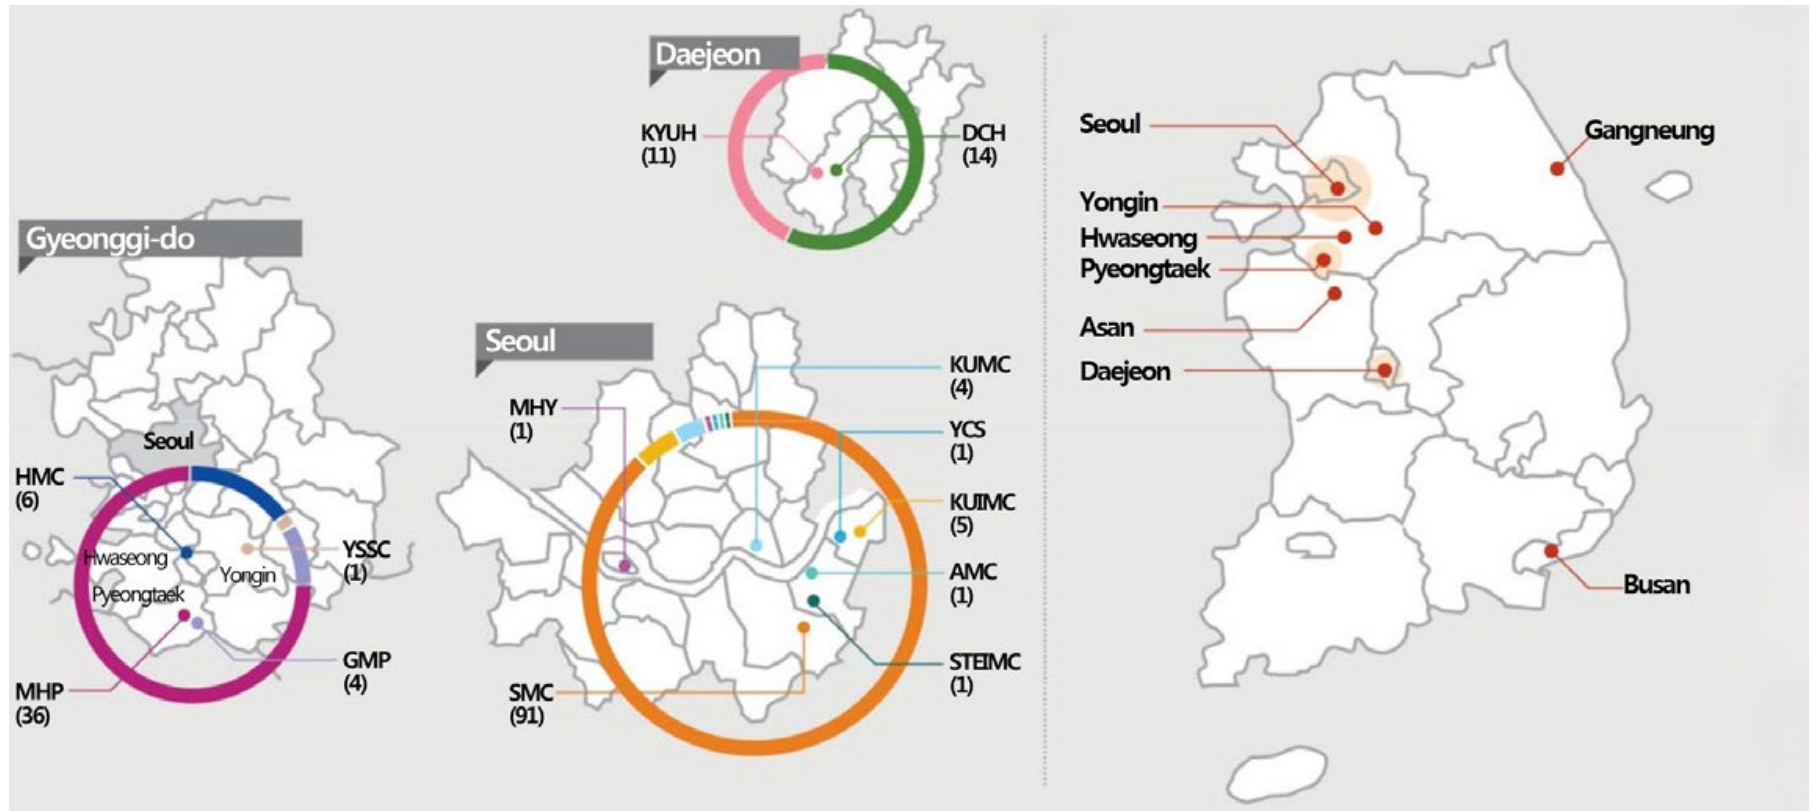 Gyeonggi-do
Seoul
HMC
(6)
Hwaseong
Yongin
YSSC
(1)
Pyeongtaek
GMP
(4)
MHP
(36)
Daejeon
KYUH
(11)
DCH
(14)
Seoul
MHY
(1)
KUMC
(4)
YCS
(1)
KUIMC
(5)
AMC
(1)
STEIMC
(1)
SMC
(91)
Seoul
Gangneung
Yongin
Hwaseong
Pyeongtaek
Asan
Daejeon
Busan